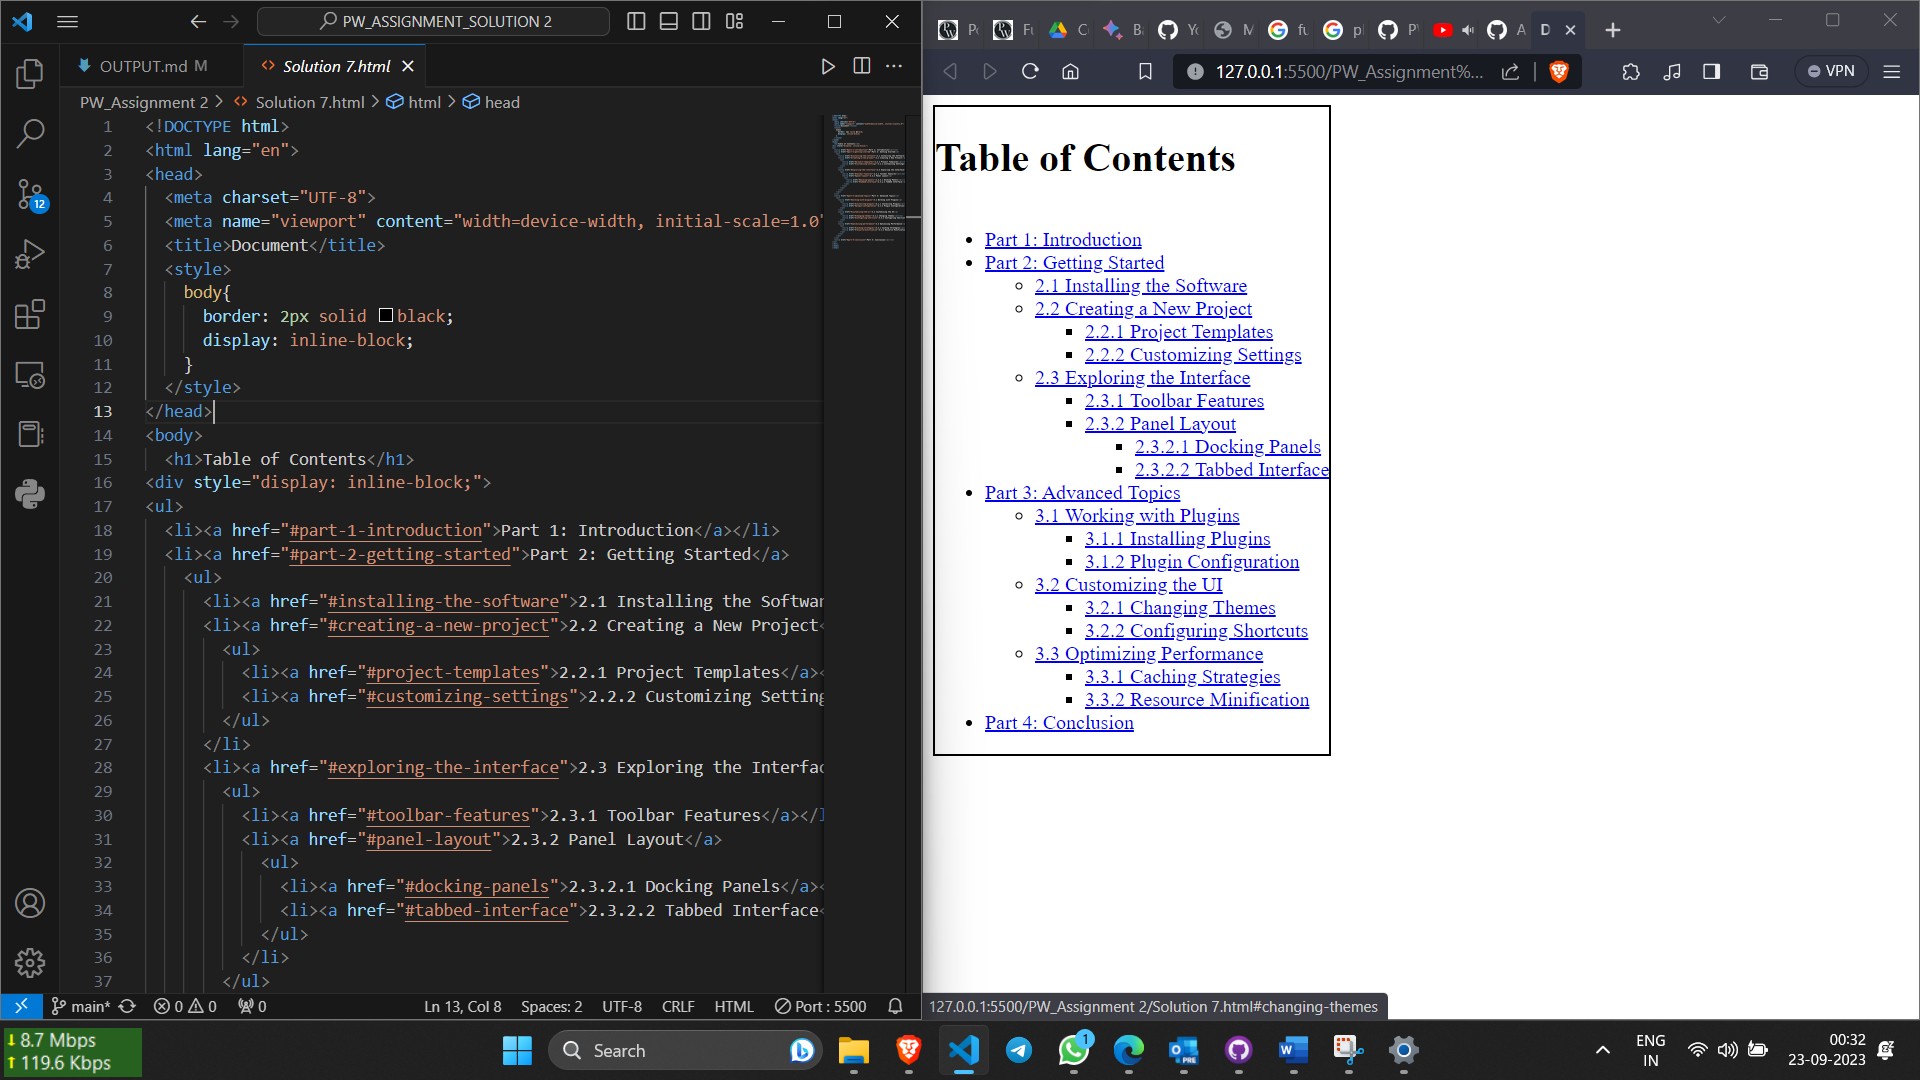 PW_ASSIGNMENT_SOLUTION 2
OUTPUT.md M
Solution 7.html
PW_Assignment 2 > Solution 7.html > html > head
1 <!DOCTYPE html>
2 <html lang="en">
3 <head>
4 <meta charset="UTF-8">
5 <meta name="viewport" content="width=device-width, initial-scale=1.0"
6 <title>Document</title>
7 <style>
8 body{
9 border: 2px solid black;
10 display: inline-block;
11 }
12 </style>
13 </head>
14 <body>
15 <h1>Table of Contents</h1>
16 <div style="display: inline-block;">
17 <ul>
18 <li><a href="#part-1-introduction">Part 1: Introduction</a></li>
19 <li><a href="#part-2-getting-started">Part 2: Getting Started</a>
20 <ul>
21 <li><a href="#installing-the-software">2.1 Installing the Softwar
22 <li><a href="#creating-a-new-project">2.2 Creating a New Project<
23 <ul>
24 <li><a href="#project-templates">2.2.1 Project Templates</a><
25 <li><a href="#customizing-settings">2.2.2 Customizing Setting
26 </ul>
27 </li>
28 <li><a href="#exploring-the-interface">2.3 Exploring the Interfac
29 <ul>
30 <li><a href="#toolbar-features">2.3.1 Toolbar Features</a></l
31 <li><a href="#panel-layout">2.3.2 Panel Layout</a>
32 <ul>
33 <li><a href="#docking-panels">2.3.2.1 Docking Panels</a><
34 <li><a href="#tabbed-interface">2.3.2.2 Tabbed Interface<
35 </ul>
36 </li>
37 </ul>
12
main* 0 0 0 Ln 13, Col 8 Spaces: 2 UTF-8 CRLF HTML Port : 5500
127.0.0.1:5500/PW_Assignment%... VPN
Table of Contents
Part 1: Introduction
Part 2: Getting Started
2.1 Installing the Software
2.2 Creating a New Project
2.2.1 Project Templates
2.2.2 Customizing Settings
2.3 Exploring the Interface
2.3.1 Toolbar Features
2.3.2 Panel Layout
2.3.2.1 Docking Panels
2.3.2.2 Tabbed Interface
Part 3: Advanced Topics
3.1 Working with Plugins
3.1.1 Installing Plugins
3.1.2 Plugin Configuration
3.2 Customizing the UI
3.2.1 Changing Themes
3.2.2 Configuring Shortcuts
3.3 Optimizing Performance
3.3.1 Caching Strategies
3.3.2 Resource Minification
Part 4: Conclusion
127.0.0.1:5500/PW_Assignment 2/Solution 7.html#changing-themes
8.7 Mbps
119.6 Kbps
Search
1
PRE
ENG
IN
00:32
23-09-2023